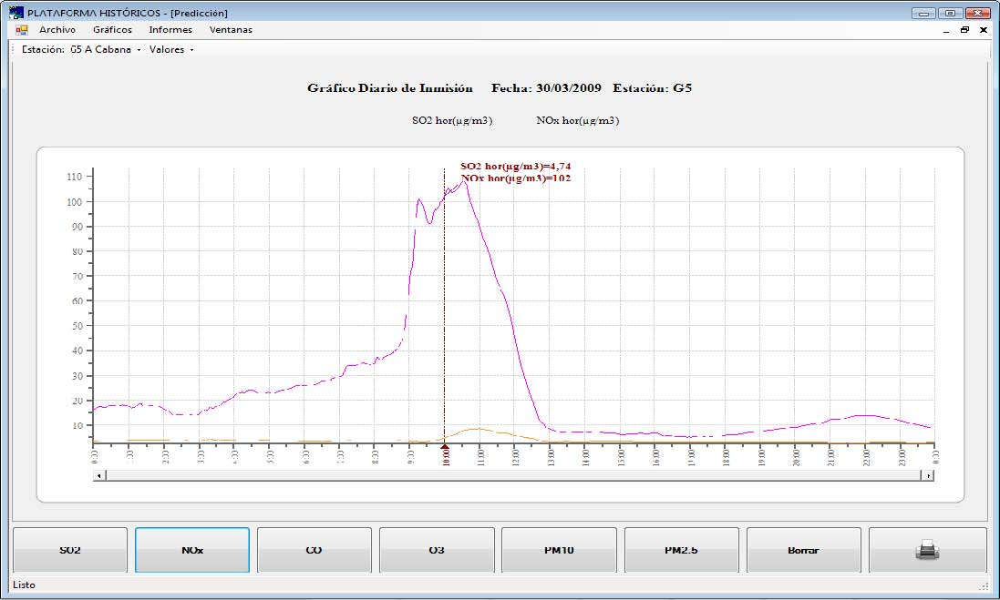 PLATAFORMA HISTÓRICOS - [Predicción]
Archivo Gráficos Informes Ventanas
Estación: G5 A Cabana Valores
Gráfico Diario de Inmisión Fecha: 30/03/2009 Estación: G5
SO2 hor(µg/m3) NOx hor(µg/m3)
SO2 hor(µg/m3)=4,74
NOx hor(µg/m3)=102
110
100
90
80
70
60
50
40
30
20
10
0:00 1:00 2:00 3:00 4:00 5:00 6:00 7:00 8:00 9:00 10:00 11:00 12:00 13:00 14:00 15:00 16:00 17:00 18:00 19:00 20:00 21:00 22:00 23:00 0:00
SO2 NOx CO O3 PM10 PM2.5 Borrar
Listo